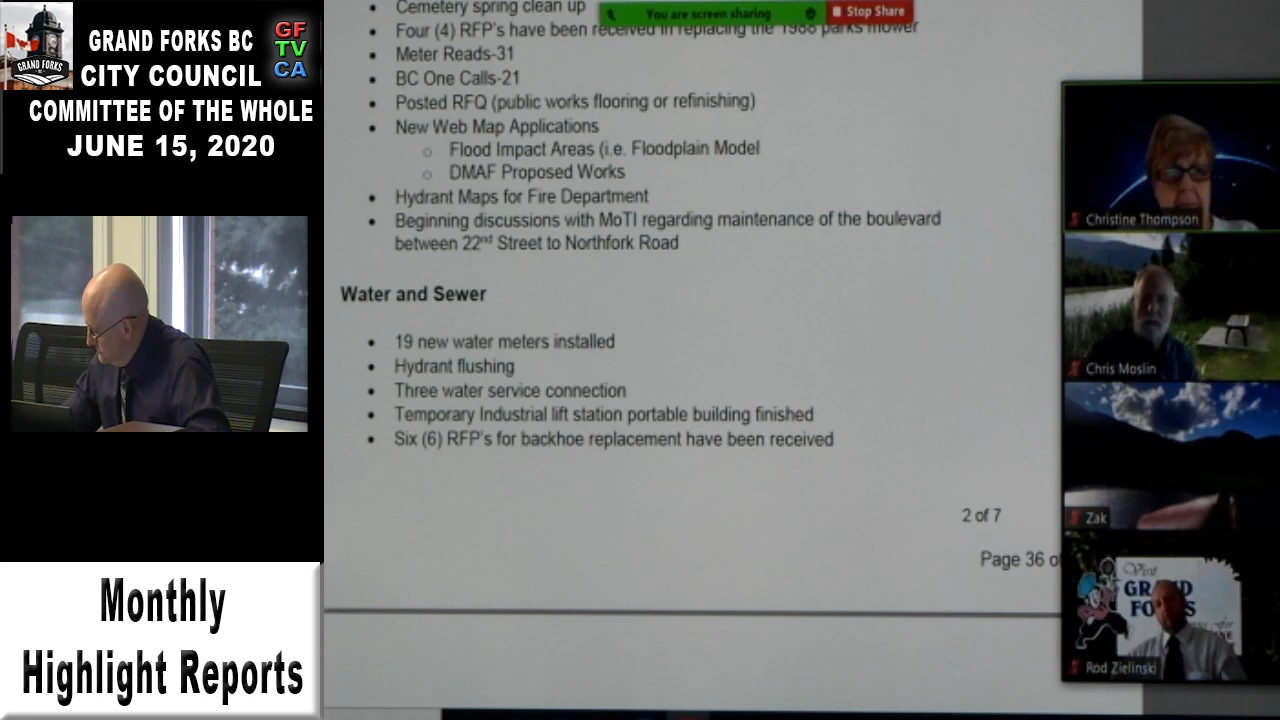 GRAND FORKS BC
CITY COUNCIL
COMMITTEE OF THE WHOLE
JUNE 15, 2020
GF
TV
CA
GRAND FORKS
Monthly
Highlight Reports
You are screen sharing
Stop Share
• Cemetery spring clean up
• Four (4) RFP's have been received in replacing the 1988 parks mower
• Meter Reads-31
• BC One Calls-21
• Posted RFQ (public works flooring or refinishing)
• New Web Map Applications
o Flood Impact Areas (i.e. Floodplain Model
o DMAF Proposed Works
• Hydrant Maps for Fire Department
• Beginning discussions with MoTI regarding maintenance of the boulevard
between 22nd Street to Northfork Road
Water and Sewer
• 19 new water meters installed
• Hydrant flushing
• Three water service connection
• Temporary Industrial lift station portable building finished
• Six (6) RFP's for backhoe replacement have been received
2 of 7
Page 36 o
Christine Thompson
Chris Moslin
Zak
Visit
GRAND
FORKS
Rod Zielinski